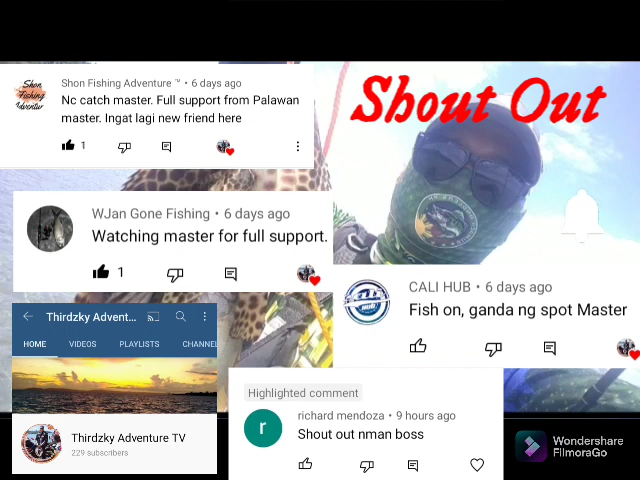 Shon Fishing Adventure ™ • 6 days ago
Nc catch master. Full support from Palawan
master. Ingat lagi new friend here
1
Shon
Fishing
Shout Out
WJan Gone Fishing • 6 days ago
Watching master for full support.
1
CALI HUB • 6 days ago
Fish on, ganda ng spot Master
HUB
Thirdzky Advent...
HOME VIDEOS PLAYLISTS CHANNEL
Thirdzky Adventure TV
229 subscribers
Highlighted comment
r
richard mendoza • 9 hours ago
Shout out nman boss
Wondershare
FilmoraGo